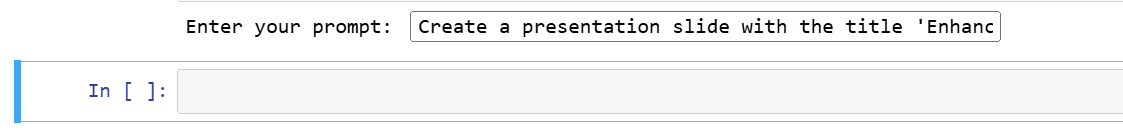 Enter your prompt: Create a presentation slide with the title 'Enhanc
In [ ]: